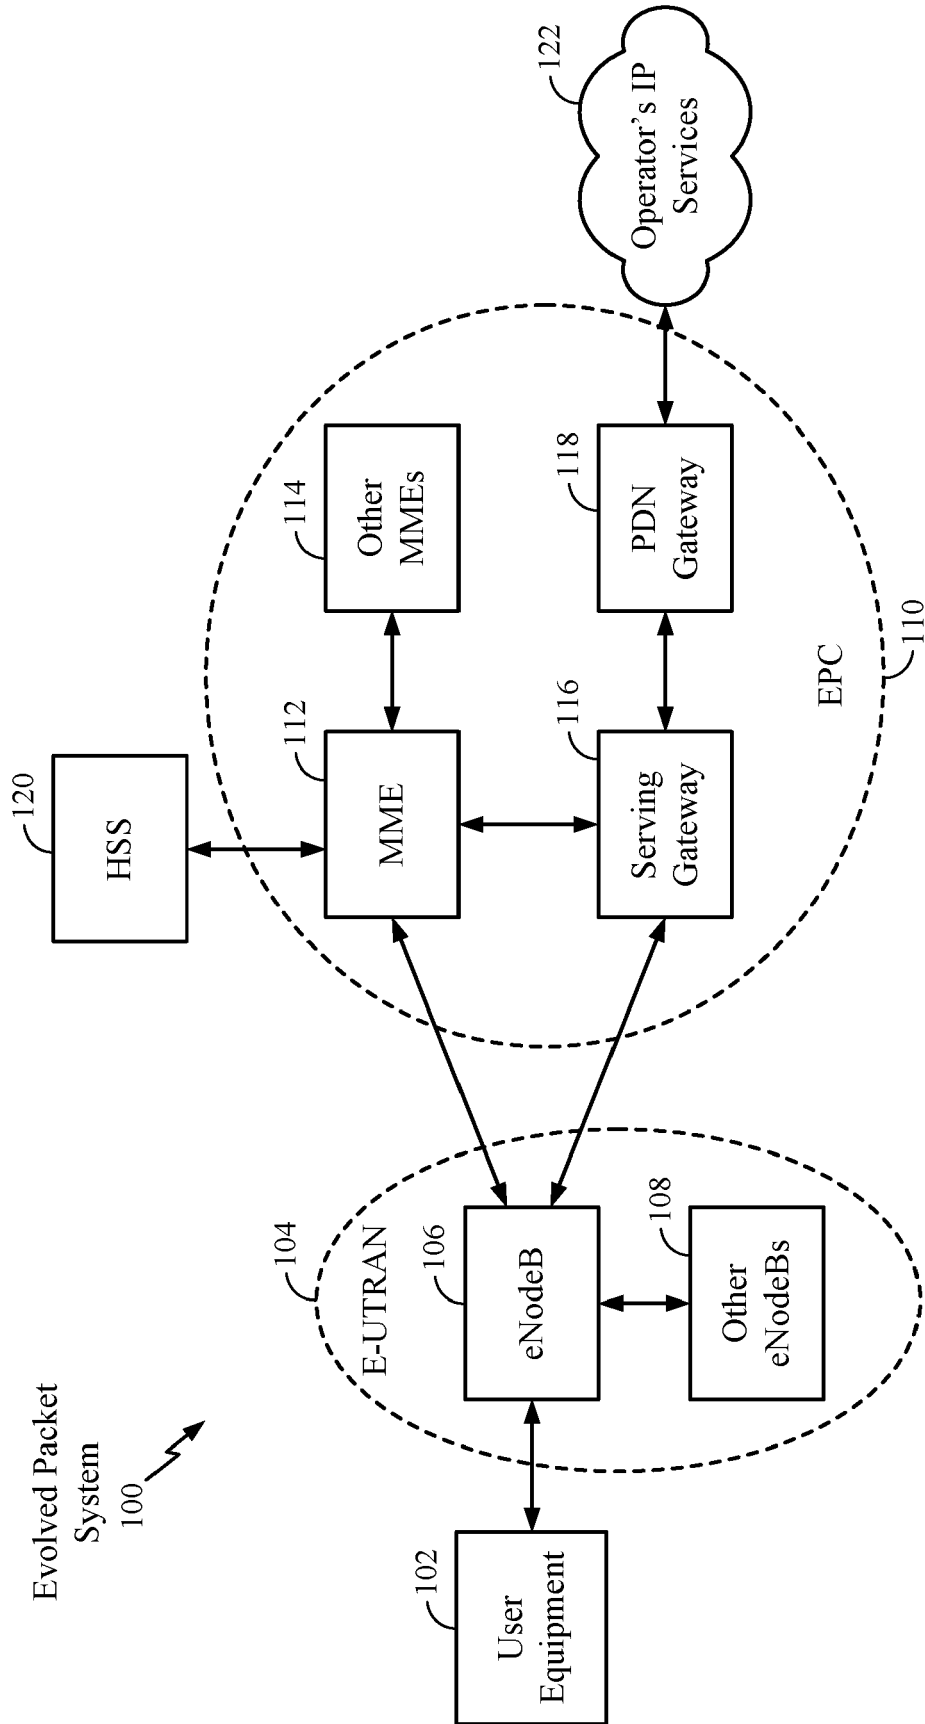 Evolved Packet
System
100
120
HSS
104
E-UTRAN
112
MME
114
Other
MMEs
102
User
Equipment
106
eNodeB
108
Other
eNodeBs
116
Serving
Gateway
118
PDN
Gateway
122
Operator's IP
Services
EPC
110